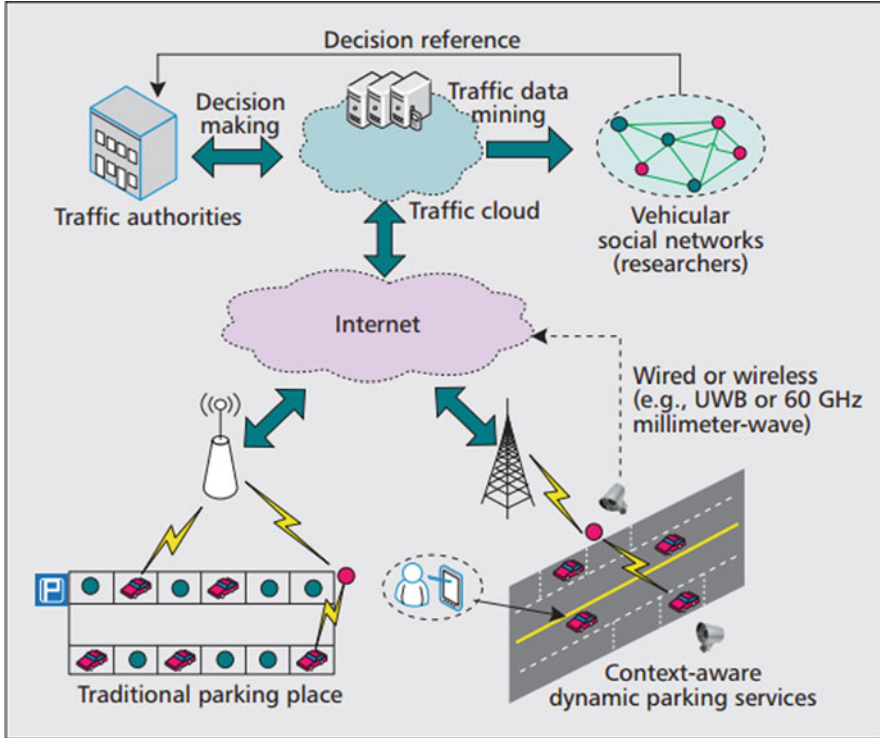 Decision reference
Decision
making
Traffic data
mining
Traffic authorities
Traffic cloud
Vehicular
social networks
(researchers)
Internet
Wired or wireless
(e.g., UWB or 60 GHz
millimeter-wave)
P
Traditional parking place
Context-aware
dynamic parking services